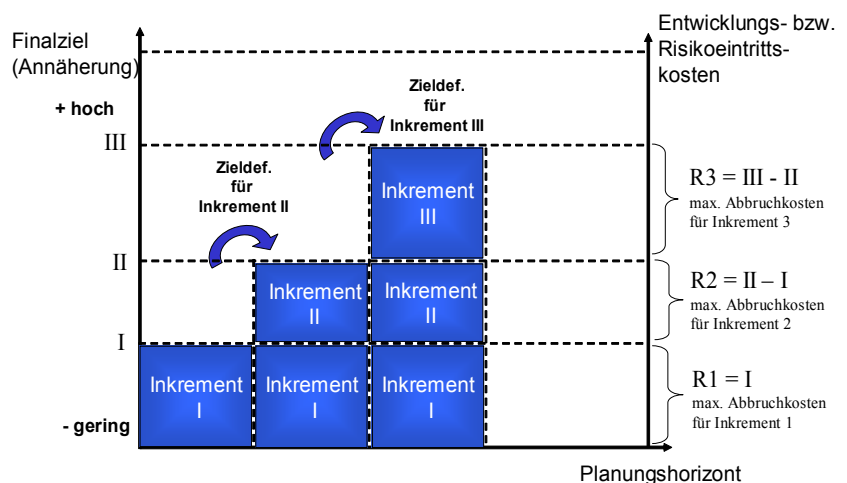 Finalziel
(Annäherung)
Entwicklungs- bzw.
Risikoeintritts-
kosten
+ hoch
Zieldef.
für
Inkrement III
III
Zieldef.
für
Inkrement II
Inkrement
III
R3 = III - II
max. Abbruchkosten
für Inkrement 3
II
Inkrement
II
Inkrement
II
R2 = II – I
max. Abbruchkosten
für Inkrement 2
I
Inkrement
I
Inkrement
I
Inkrement
I
R1 = I
max. Abbruchkosten
für Inkrement 1
- gering
Planungshorizont